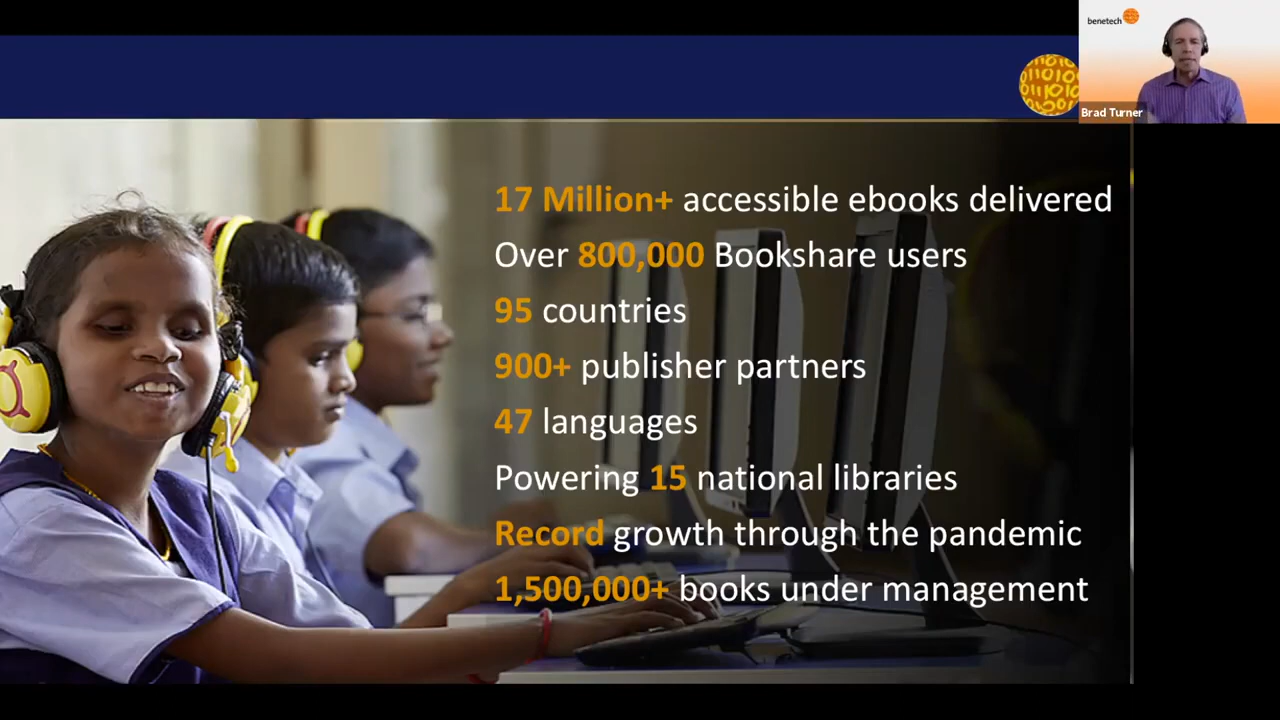 benetech
Brad Turner
17 Million+ accessible ebooks delivered
Over 800,000 Bookshare users
95 countries
900+ publisher partners
47 languages
Powering 15 national libraries
Record growth through the pandemic
1,500,000+ books under management